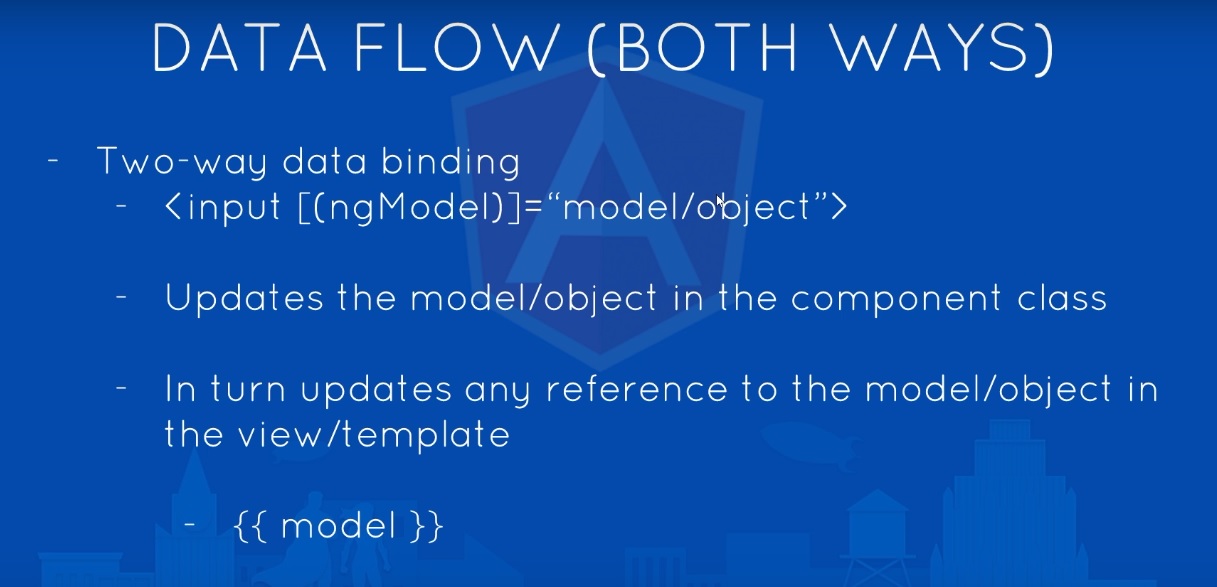 DATA FLOW (BOTH WAYS)
- Two-way data binding
- <input [(ngModel)]=“model/object”>
- Updates the model/object in the component class
- In turn updates any reference to the model/object in
the view/template
- {{ model }}